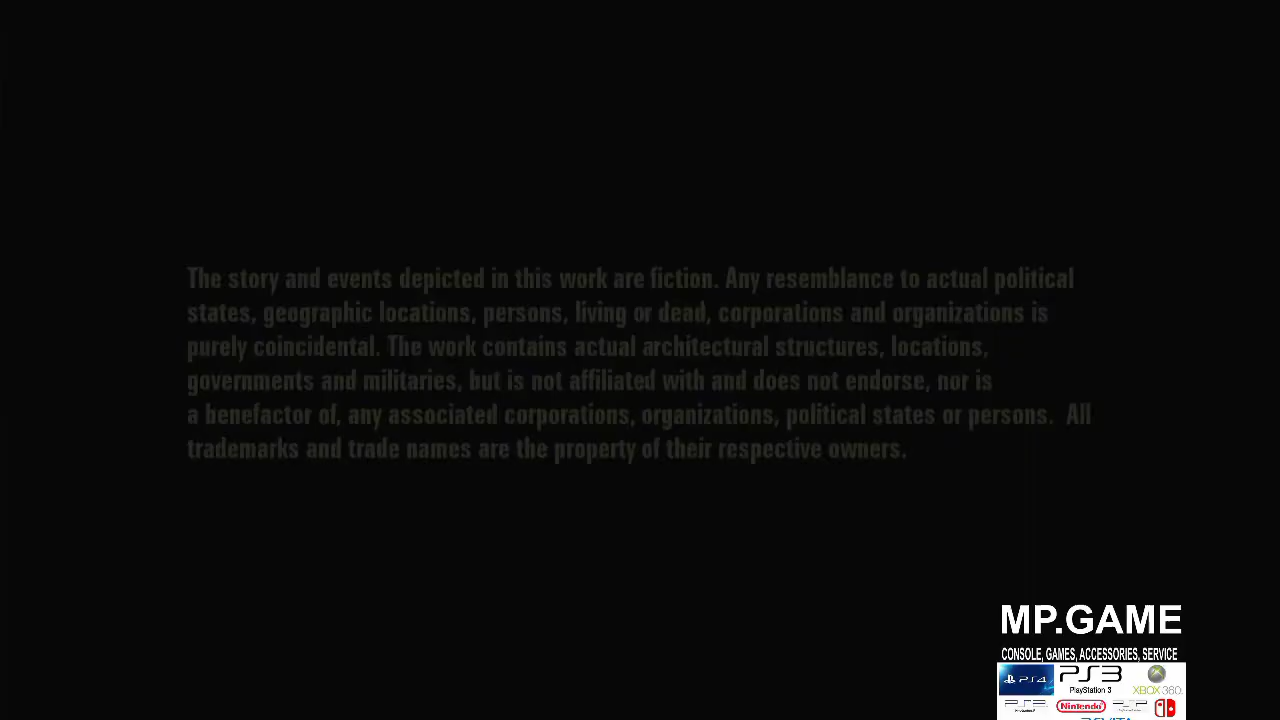 The story and events depicted in this work are fiction. Any resemblance to actual political
states, geographic locations, persons, living or dead, corporations and organizations is
purely coincidental. The work contains actual architectural structures, locations,
governments and militaries, but is not affiliated with and does not endorse, nor is
a benefactor of, any associated corporations, organizations, political states or persons.  All
trademarks and trade names are the property of their respective owners.
MP.GAME
CONSOLE, GAMES, ACCESSORIES, SERVICE
PS4 PS3
PlayStation 3
XBOX 360.
Nintendo
PSVITA